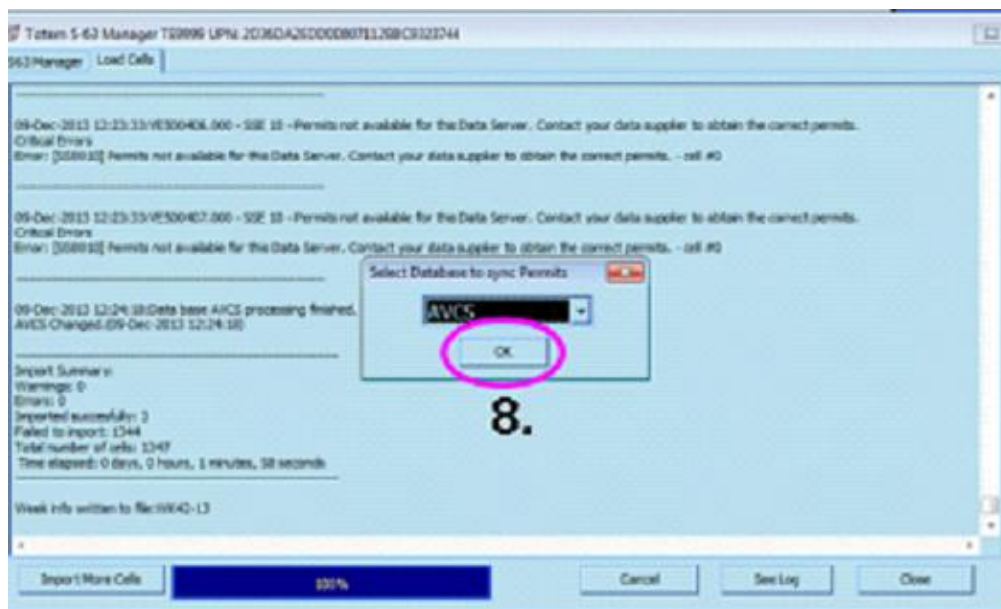 Totem S-63 Manager
S63 Manager
Load Cells
09-Dec-2013 12:23:33:VE500406.000 - SSE 10 - Permits not available for this Data Server. Contact your data supplier to obtain the correct permits.
Critical Errors
Error: [SSE010] Permits not available for this Data Server. Contact your data supplier to obtain the correct permits. - cell #0
09-Dec-2013 12:23:33:VE500407.000 - SSE 10 - Permits not available for this Data Server. Contact your data supplier to obtain the correct permits.
Critical Errors
Error: [SSE010] Permits not available for this Data Server. Contact your data supplier to obtain the correct permits. - cell #0
Select Database to sync Permits
09-Dec-2013 12:24:18:Data base AVCS processing finished.
AVCS Changed.(09-Dec-2013 12:24:18)
AVCS
OK
8.
Import Summary:
Warnings: 0
Errors: 0
Imported succesfully: 3
Failed to import: 1344
Total number of cells: 1347
Time elapsed: 0 days, 0 hours, 1 minutes, 58 seconds
Week info written to file:WK42-13
Import More Cells
100%
Cancel
See Log
Close